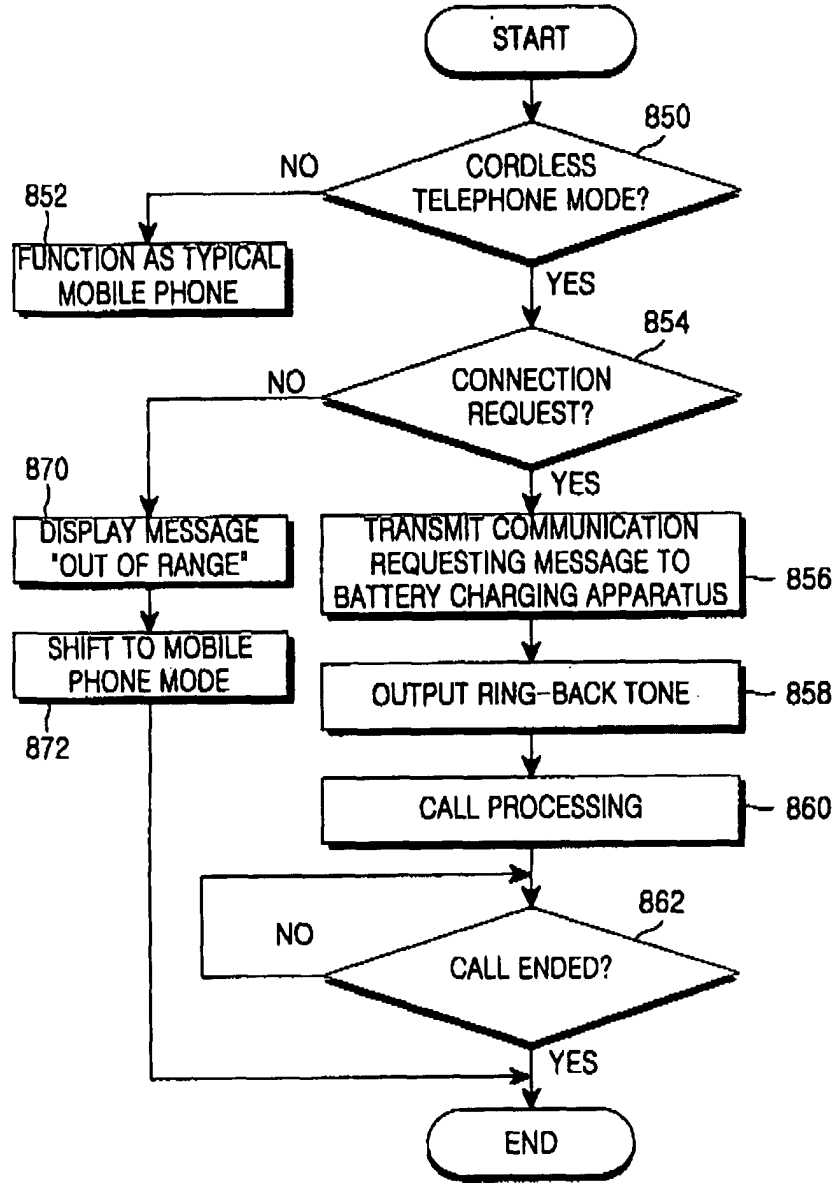 START
850
CORDLESS
TELEPHONE MODE?
NO
852
FUNCTION AS TYPICAL
MOBILE PHONE
YES
854
CONNECTION
REQUEST?
NO
YES
870
DISPLAY MESSAGE
"OUT OF RANGE"
TRANSMIT COMMUNICATION
REQUESTING MESSAGE TO
BATTERY CHARGING APPARATUS
856
SHIFT TO MOBILE
PHONE MODE
872
OUTPUT RING-BACK TONE
858
CALL PROCESSING
860
862
NO
CALL ENDED?
YES
END